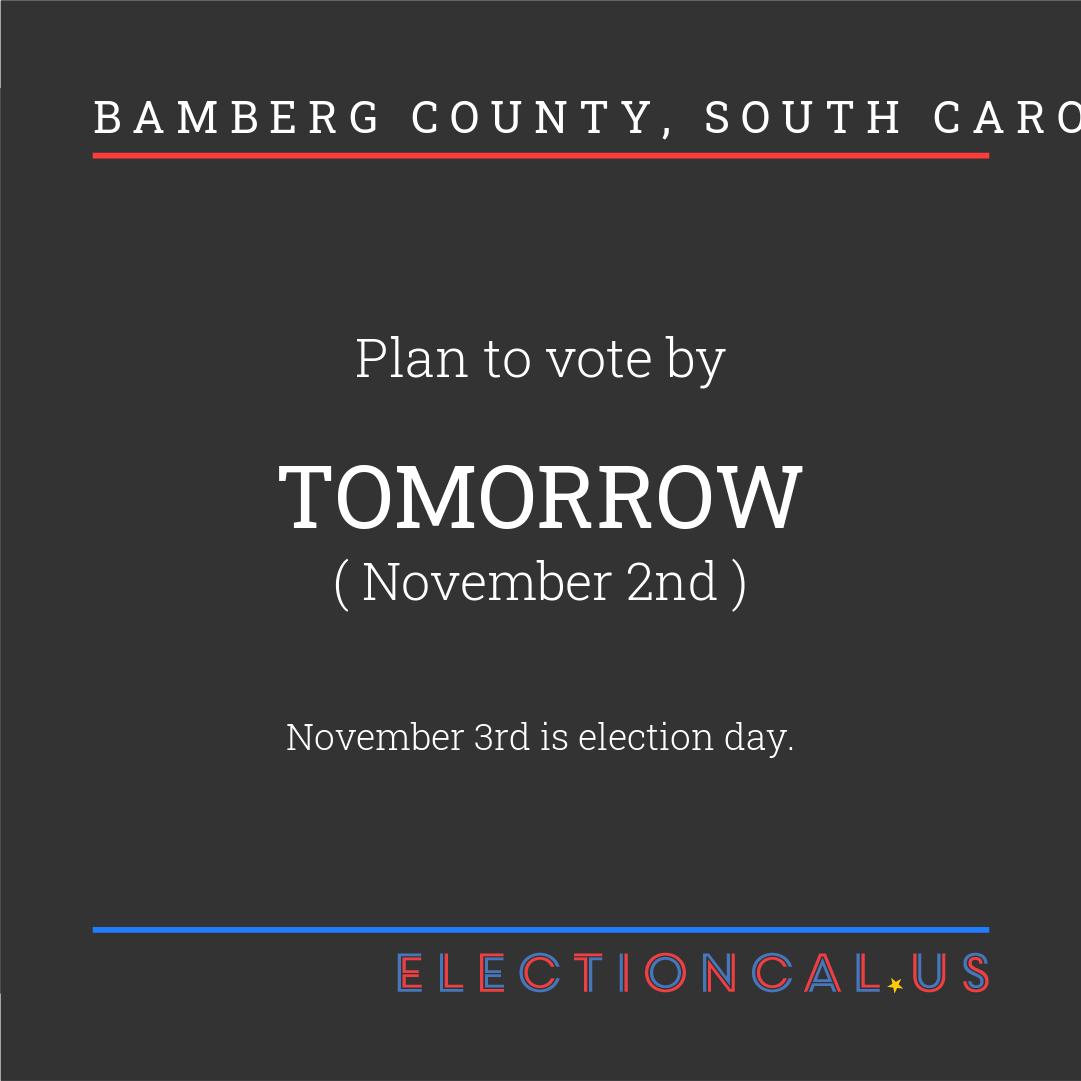 BAMBERG COUNTY, SOUTH CARO
Plan to vote by
TOMORROW
( November 2nd )
November 3rd is election day.
ELECTIONCAL.US